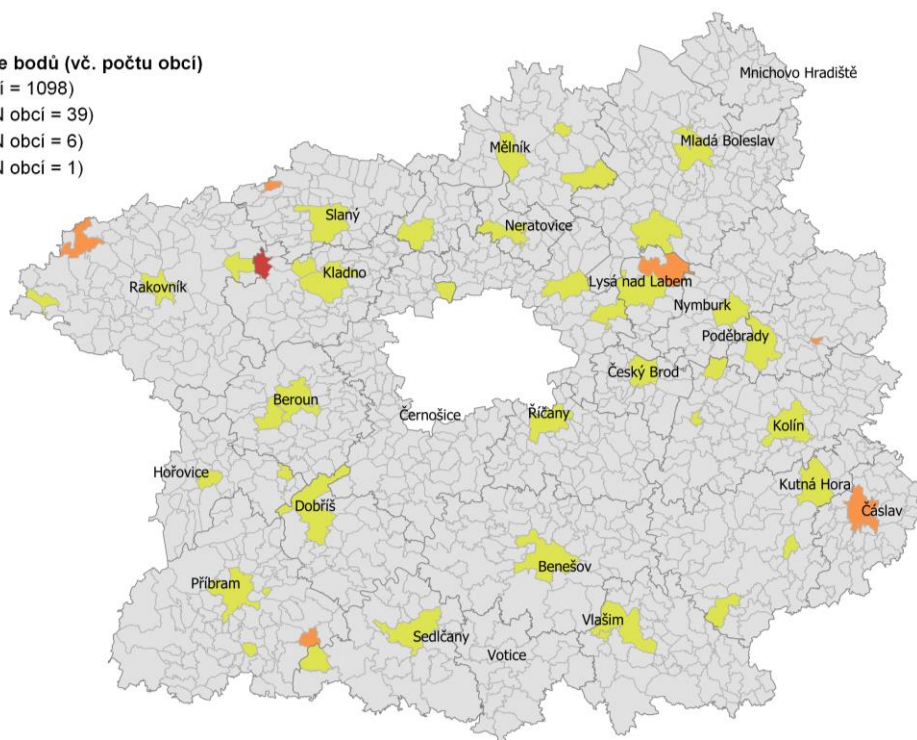 e bodů (vč. počtu obcí)
í = 1098)
N obcí = 39)
N obcí = 6)
N obcí = 1)
Mnichovo Hradiště
Mělník
Mladá Boleslav
Slaný
Neratovice
Rakovník
Kladno
Lysá nad Labem
Nymburk
Poděbrady
Český Brod
Beroun
Černošice
Říčany
Kolín
Hořovice
Kutná Hora
Dobříš
Čáslav
Benešov
Příbram
Vlašim
Sedlčany
Votice